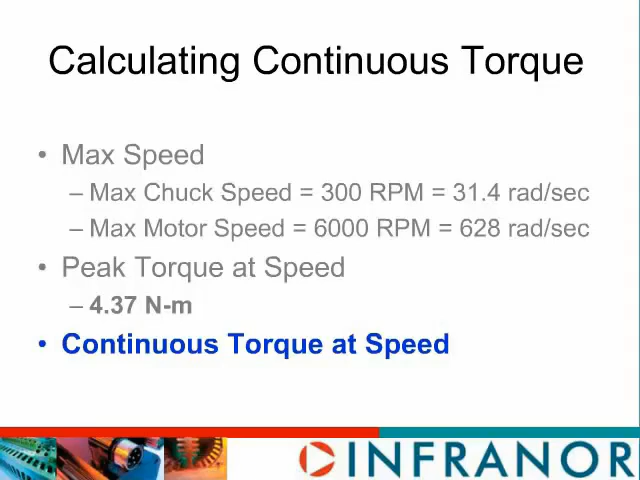 Calculating Continuous Torque
• Max Speed
– Max Chuck Speed = 300 RPM = 31.4 rad/sec
– Max Motor Speed = 6000 RPM = 628 rad/sec
• Peak Torque at Speed
– 4.37 N-m
• Continuous Torque at Speed
INFRANOR